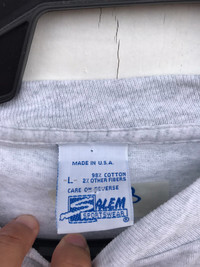 MADE IN U.S.A.
98% COTTON
-L- 2% OTHER FIBERS
CARE ON REVERSE
SALEM
SPORTSWEAR
®